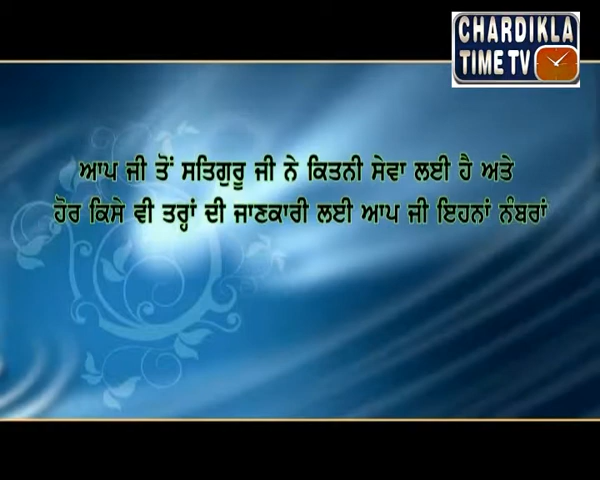 CHARDIKLA
TIME TV
ਆਪ ਜੀ ਤੋਂ ਸਤਿਗੁਰੂ ਜੀ ਨੇ ਕਿਤਨੀ ਸੇਵਾ ਲਈ ਹੈ ਅਤੇ
ਹੋਰ ਕਿਸੇ ਵੀ ਤਰ੍ਹਾਂ ਦੀ ਜਾਣਕਾਰੀ ਲਈ ਆਪ ਜੀ ਇਹਨਾਂ ਨੰਬਰਾਂ